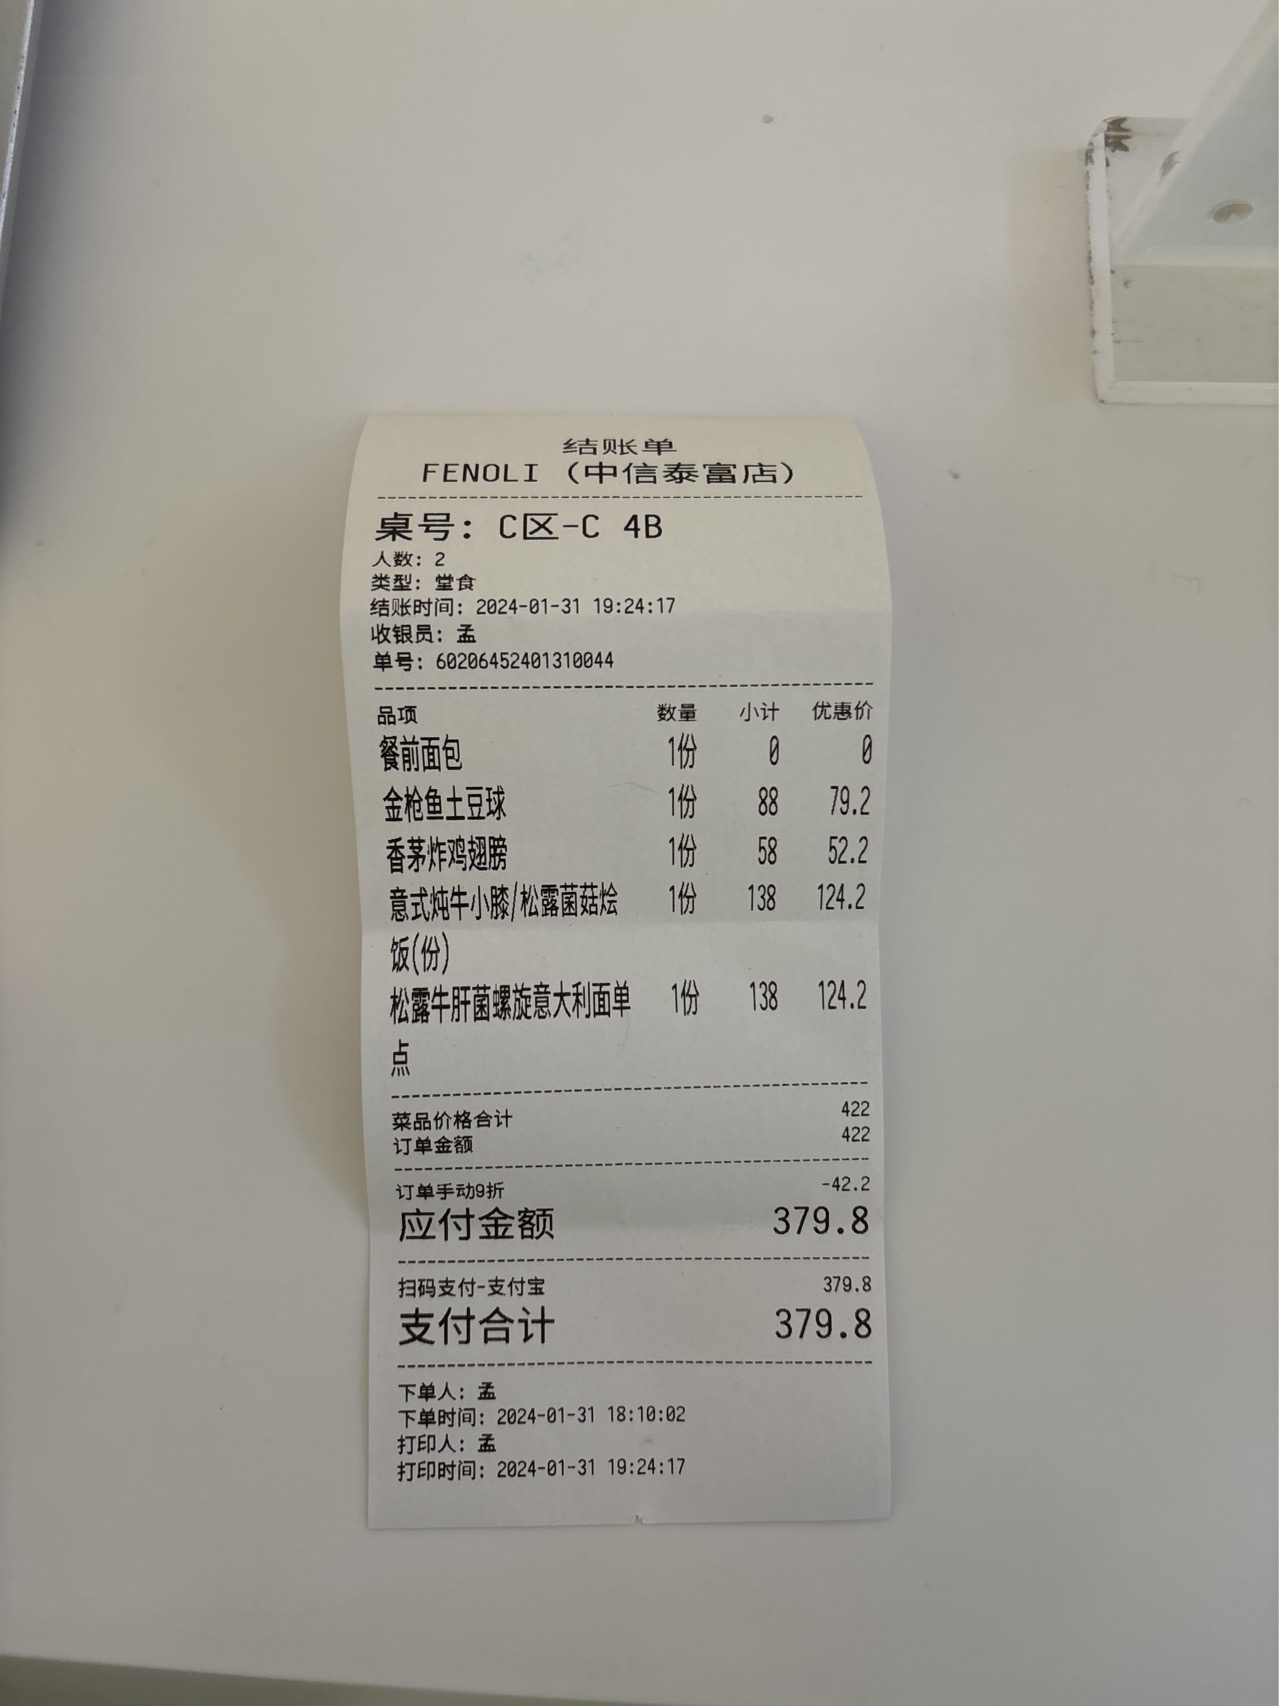 结账单
FENOLI (中信泰富店)
桌号: C区-C 4B
人数: 2
类型: 堂食
结账时间: 2024-01-31 19:24:17
收银员: 孟
单号: 60206452401310044
品项 数量 小计 优惠价
餐前面包 1份 0 0
金枪鱼土豆球 1份 88 79.2
香茅炸鸡翅膀 1份 58 52.2
意式炖牛小膝/松露菌菇烩 1份 138 124.2
饭(份)
松露牛肝菌螺旋意大利面单 1份 138 124.2
点
菜品价格合计 422
订单金额 422
订单手动9折 -42.2
应付金额 379.8
扫码支付-支付宝 379.8
支付合计 379.8
下单人: 孟
下单时间: 2024-01-31 18:10:02
打印人: 孟
打印时间: 2024-01-31 19:24:17